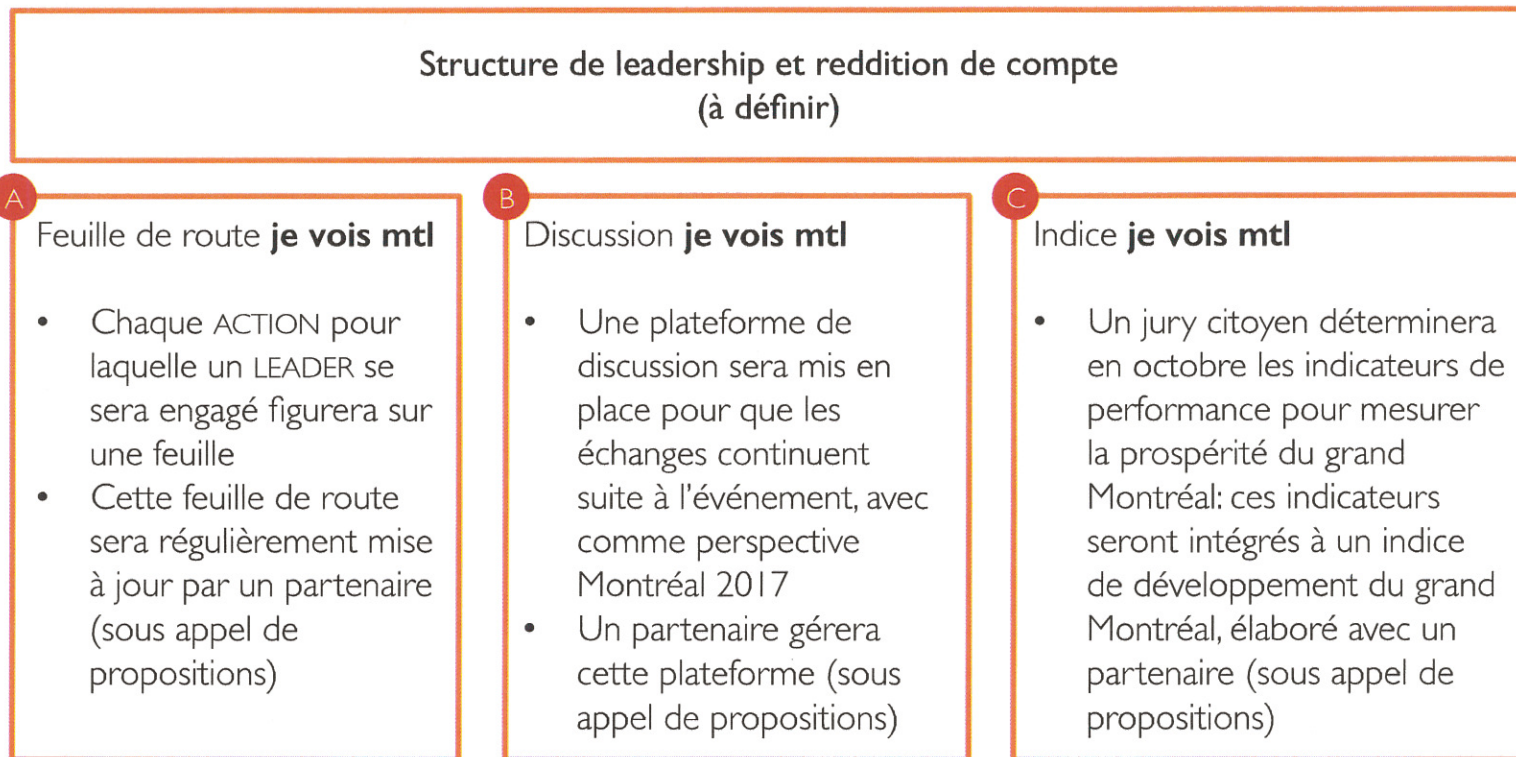 Structure de leadership et reddition de compte
(à définir)
A
Feuille de route je vois mtl
• Chaque ACTION pour
laquelle un LEADER se
sera engagé figurera sur
une feuille
• Cette feuille de route
sera régulièrement mise
à jour par un partenaire
(sous appel de
propositions)
B
Discussion je vois mtl
• Une plateforme de
discussion sera mis en
place pour que les
échanges continuent
suite à l'événement, avec
comme perspective
Montréal 2017
• Un partenaire gérera
cette plateforme (sous
appel de propositions)
C
Indice je vois mtl
• Un jury citoyen déterminera
en octobre les indicateurs de
performance pour mesurer
la prospérité du grand
Montréal: ces indicateurs
seront intégrés à un indice
de développement du grand
Montréal, élaboré avec un
partenaire (sous appel de
propositions)